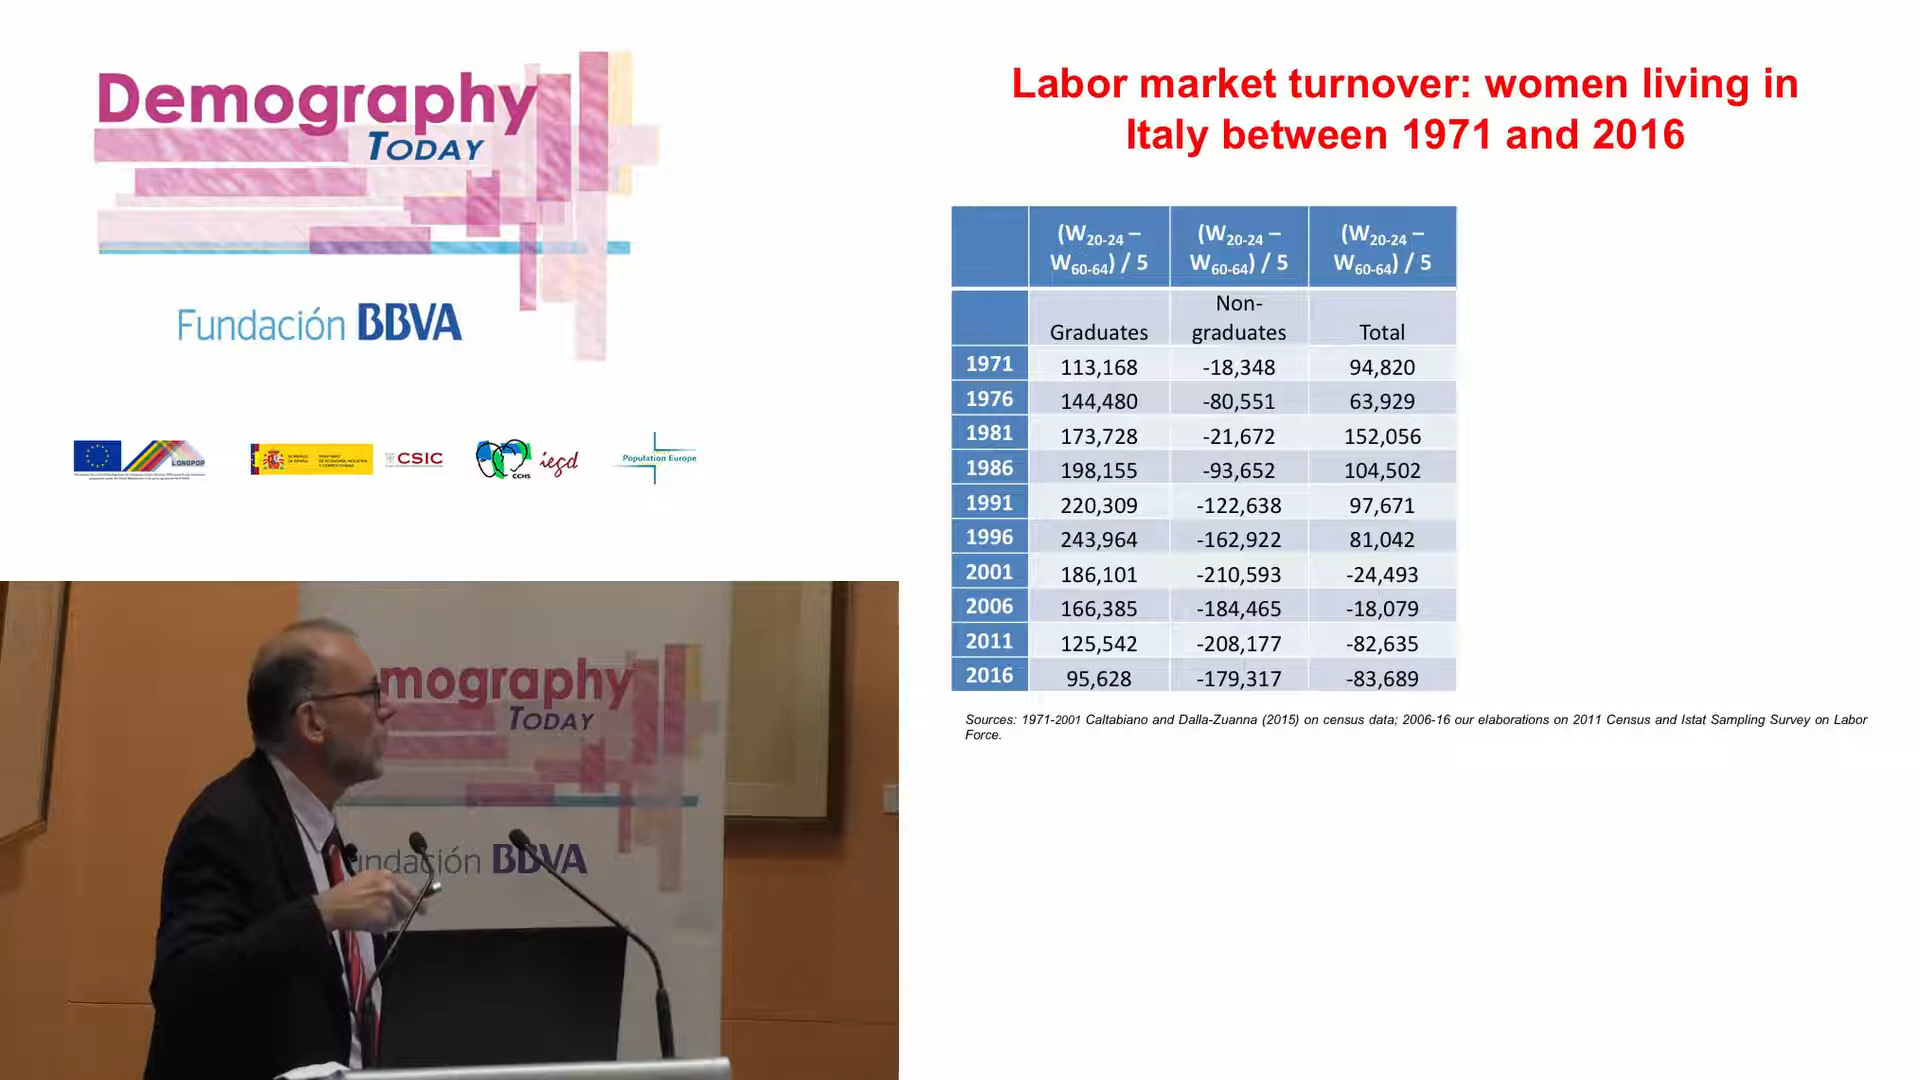 Demography
TODAY
Fundación BBVA
LONGPOP
CSIC
CCHS
iegd
Population Europe
Labor market turnover: women living in
Italy between 1971 and 2016
(W20-24 – W60-64) / 5 (W20-24 – W60-64) / 5 (W20-24 – W60-64) / 5
Graduates Non-graduates Total
1971 113,168 -18,348 94,820
1976 144,480 -80,551 63,929
1981 173,728 -21,672 152,056
1986 198,155 -93,652 104,502
1991 220,309 -122,638 97,671
1996 243,964 -162,922 81,042
2001 186,101 -210,593 -24,493
2006 166,385 -184,465 -18,079
2011 125,542 -208,177 -82,635
2016 95,628 -179,317 -83,689
Sources: 1971-2001 Caltabiano and Dalla-Zuanna (2015) on census data; 2006-16 our elaborations on 2011 Census and Istat Sampling Survey on Labor
Force.
mography
TODAY
undación BBVA